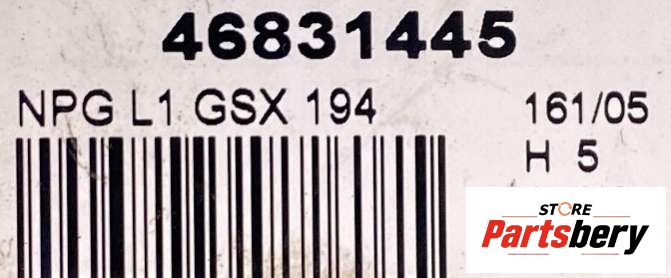 46831445
NPG L1 GSX 194 161/05
H 5
STORE
Partsbery